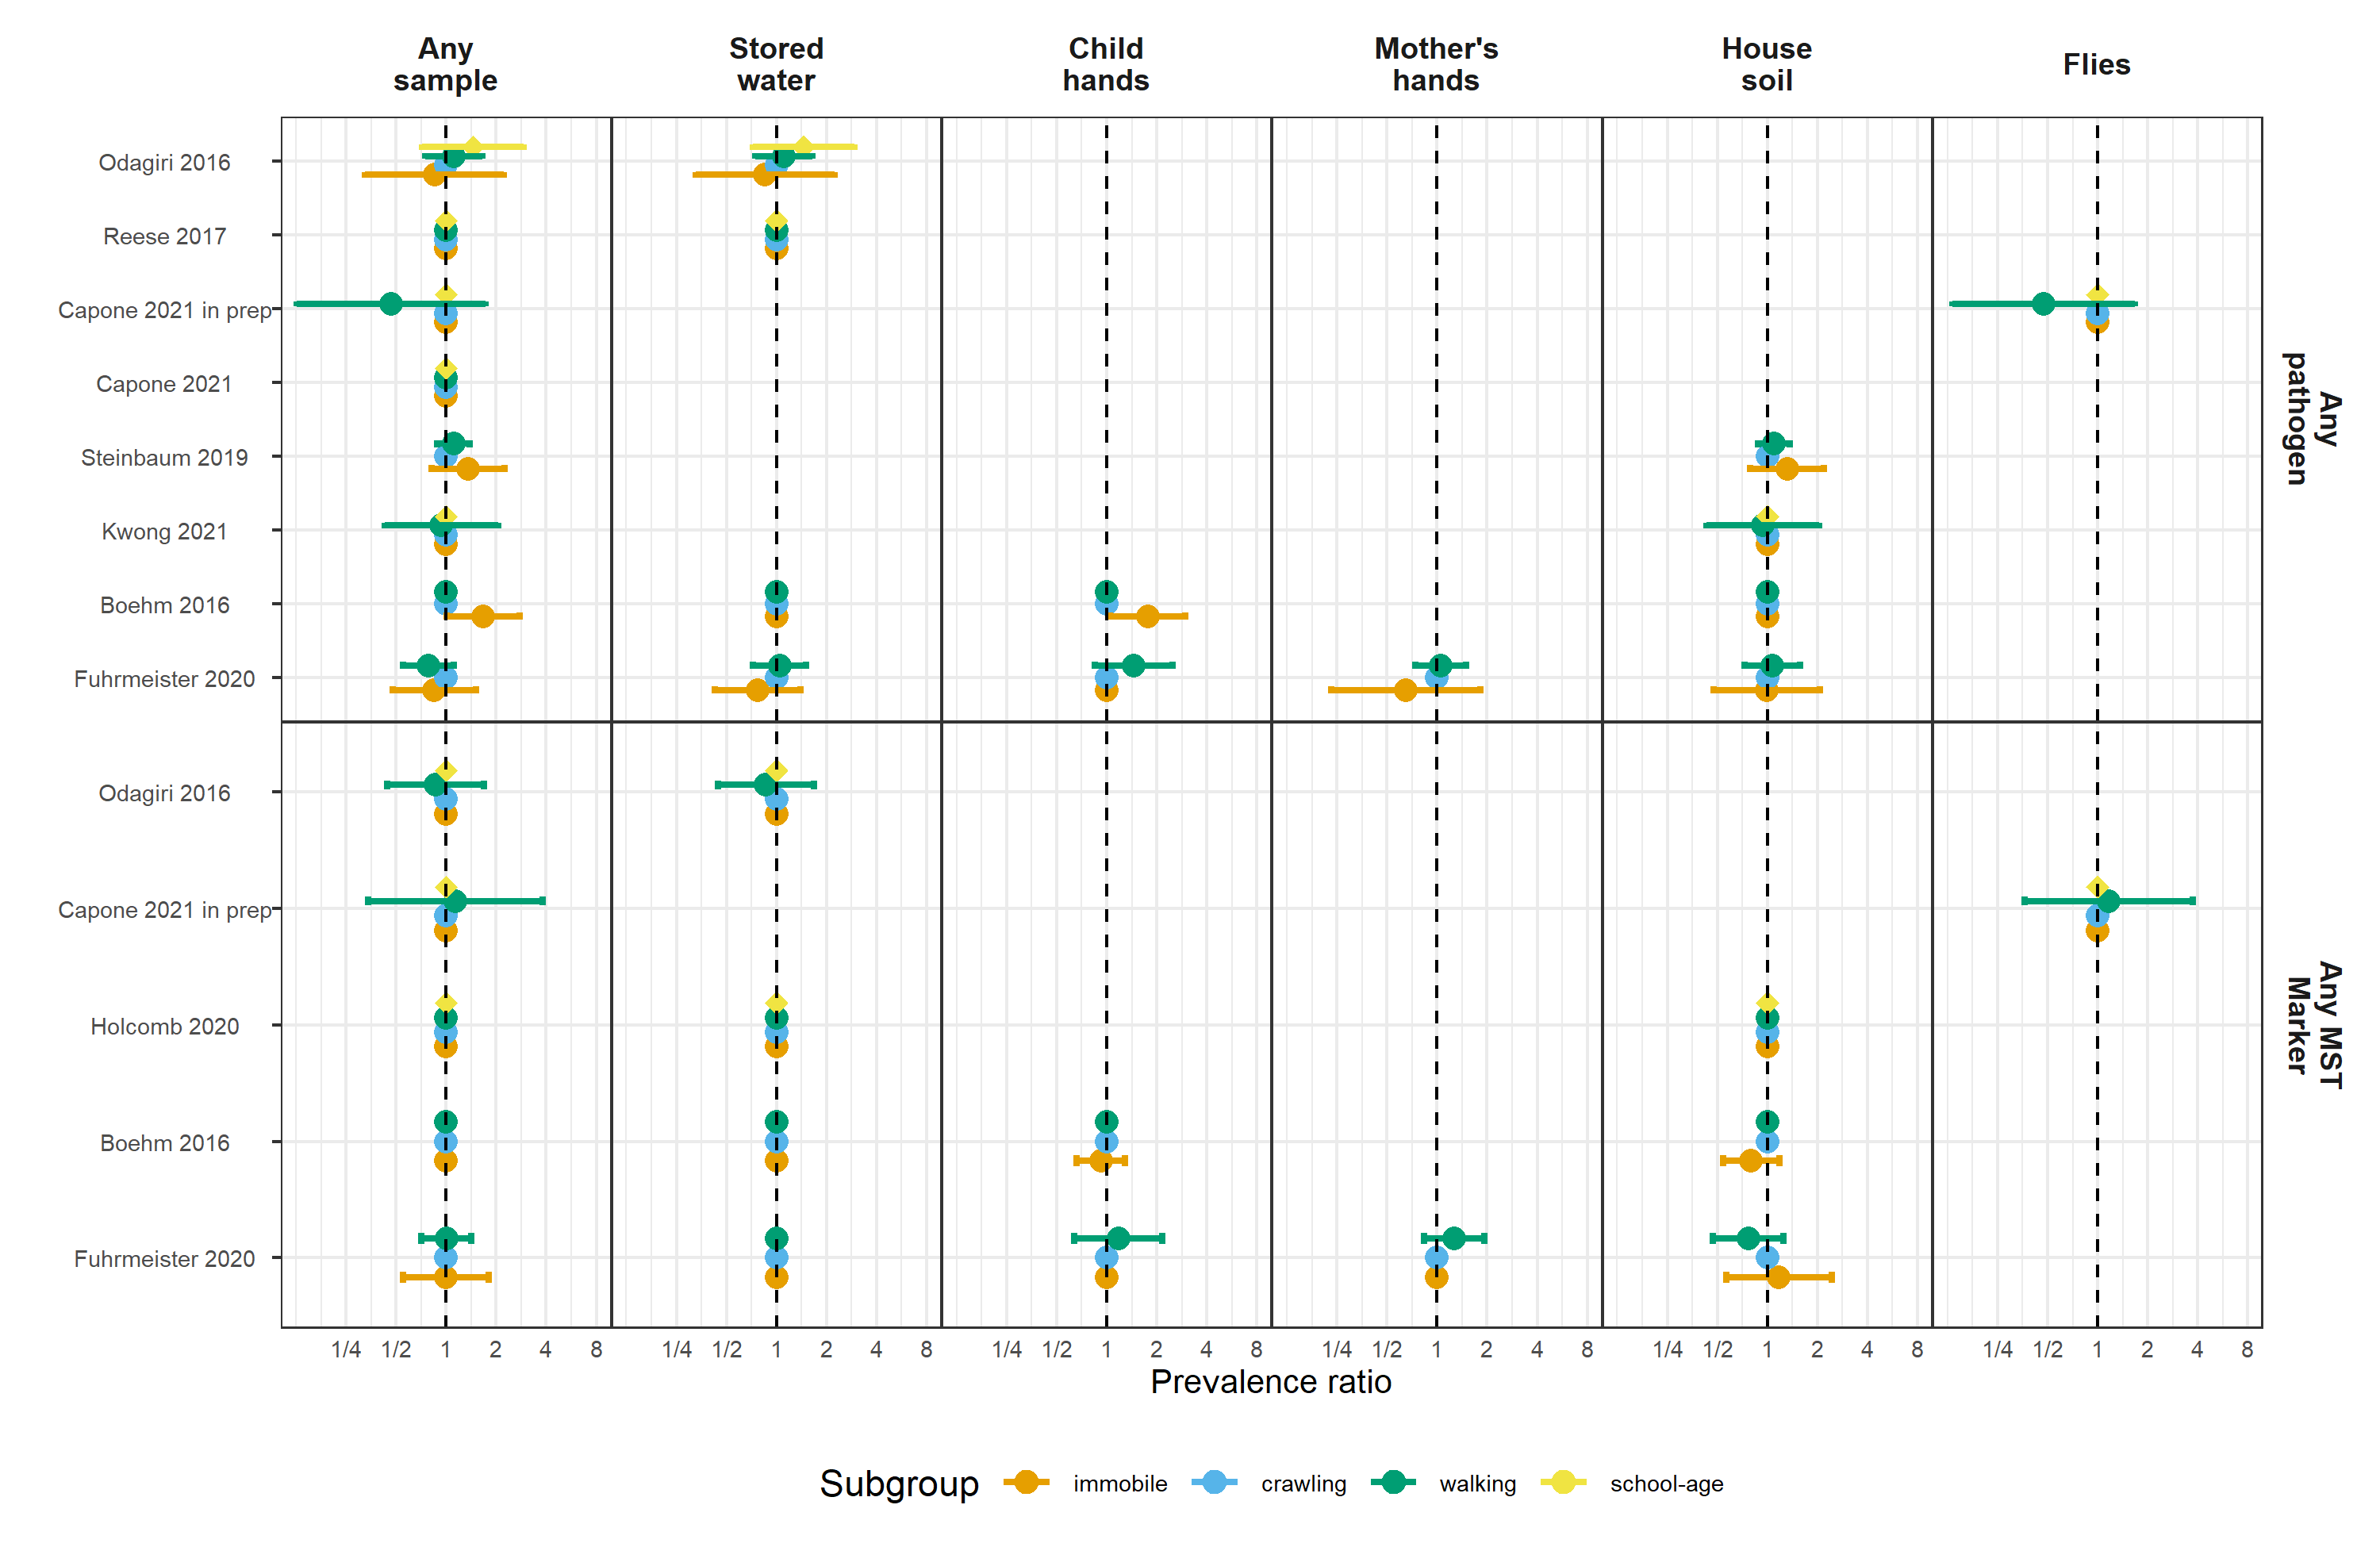 Any
sample
Stored
water
Child
hands
Mother's
hands
House
soil
Flies
Odagiri 2016
Reese 2017
Capone 2021 in prep
Capone 2021
Steinbaum 2019
Kwong 2021
Boehm 2016
Fuhrmeister 2020
Any
pathogen
Odagiri 2016
Capone 2021 in prep
Holcomb 2020
Boehm 2016
Fuhrmeister 2020
Any MST
Marker
1/4 1/2 1 2 4 8 1/4 1/2 1 2 4 8 1/4 1/2 1 2 4 8 1/4 1/2 1 2 4 8 1/4 1/2 1 2 4 8 1/4 1/2 1 2 4 8
Prevalence ratio
Subgroup immobile crawling walking school-age